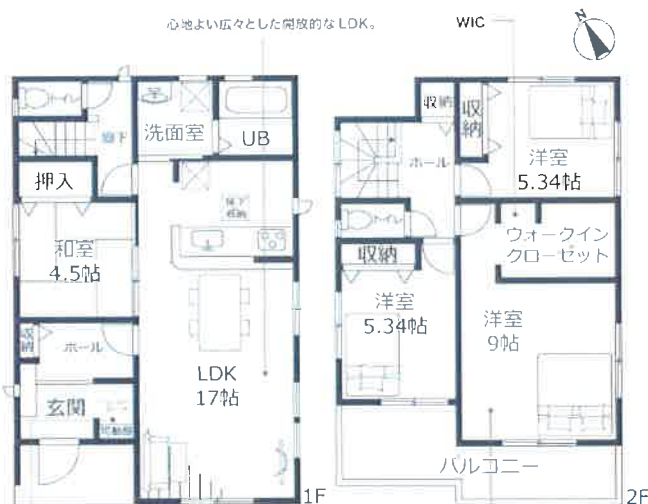 心地よい広々とした開放的なLDK。
WIC
N
トイレ
廊下
洗面室
UB
押入
床下
収納
和室
4.5帖
収納
ホール
玄関
LDK
17帖
1F
収納
収納
ホール
洋室
5.34帖
トイレ
収納
ウォークイン
クローゼット
洋室
5.34帖
洋室
9帖
バルコニー
2F